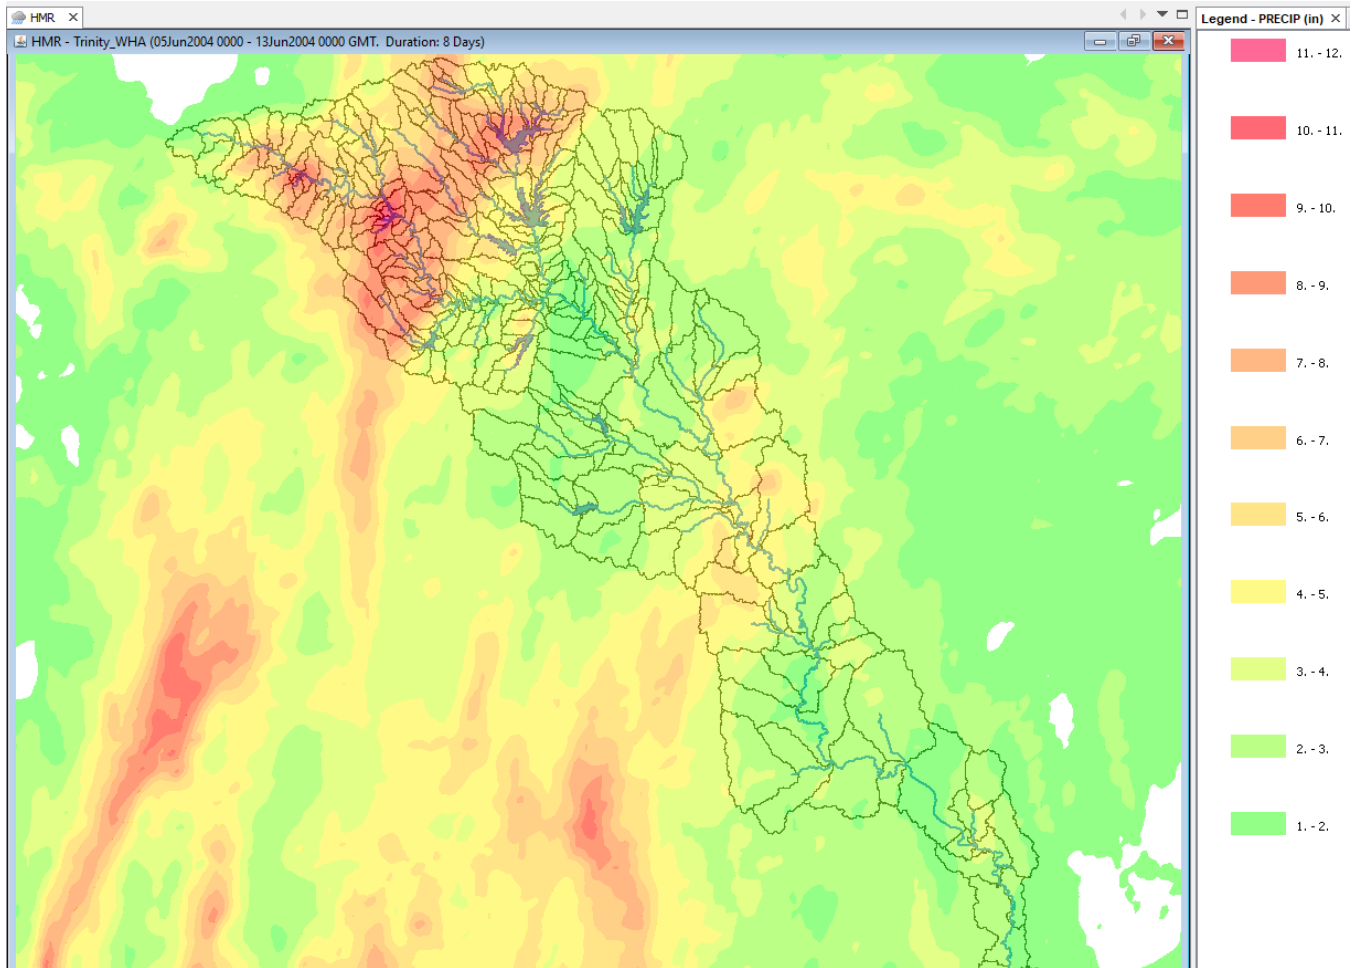 HMR
Legend - PRECIP (in)
HMR - Trinity_WHA (05Jun2004 0000 - 13Jun2004 0000 GMT. Duration: 8 Days)
11. - 12.
10. - 11.
9. - 10.
8. - 9.
7. - 8.
6. - 7.
5. - 6.
4. - 5.
3. - 4.
2. - 3.
1. - 2.